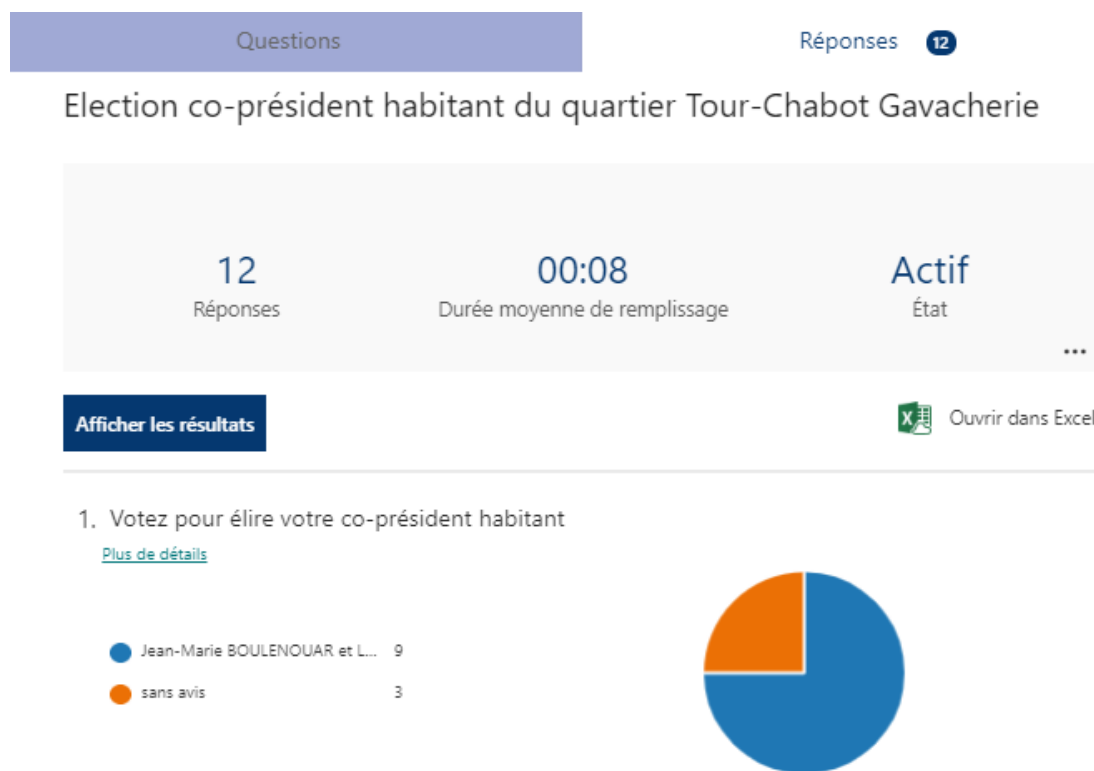 Questions
Réponses 12
Election co-président habitant du quartier Tour-Chabot Gavacherie
12
Réponses
00:08
Durée moyenne de remplissage
Actif
État
...
Afficher les résultats
Ouvrir dans Excel
1. Votez pour élire votre co-président habitant
Plus de détails
Jean-Marie BOULENOUAR et L... 9
sans avis 3